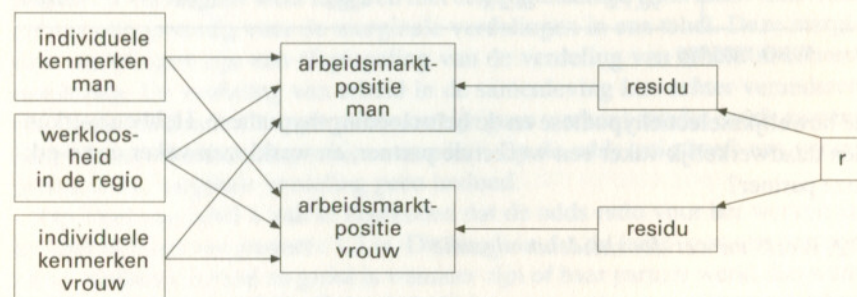 individuele
kenmerken
man
werkloos-
heid
in de regio
individuele
kenmerken
vrouw
arbeidsmarkt-
positie
man
arbeidsmarkt-
positie
vrouw
residu
residu
r